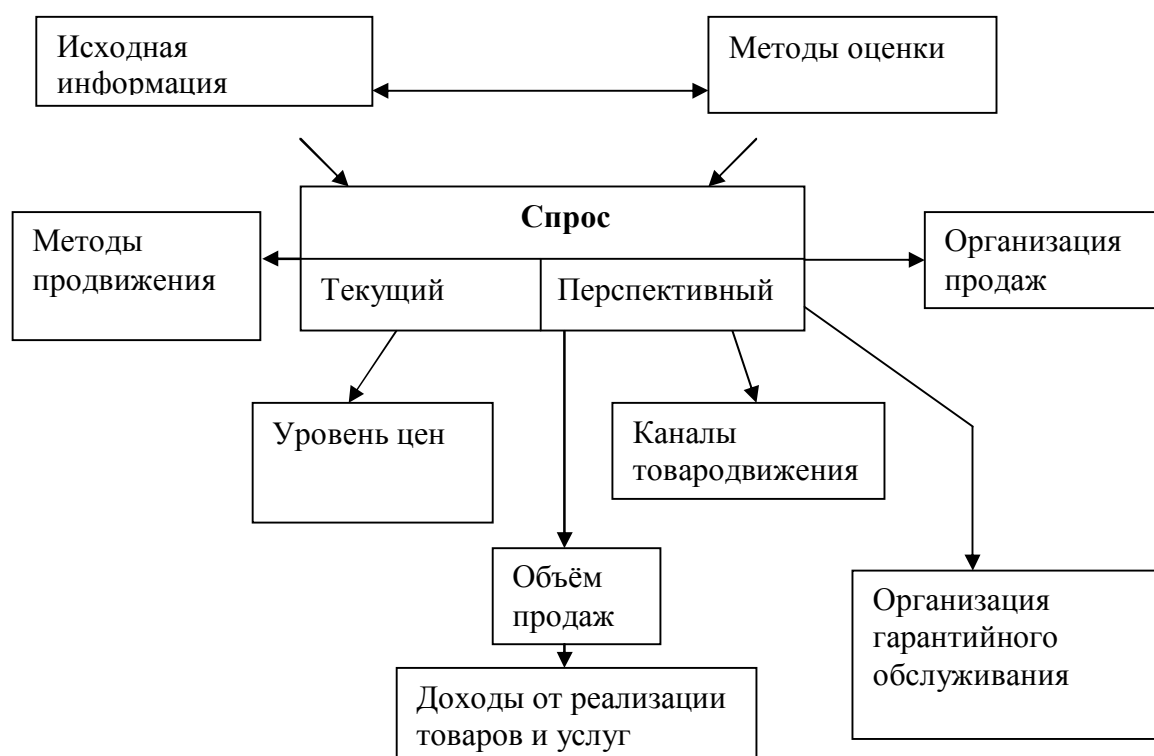 Исходная
информация
Методы оценки
Спрос
Методы
продвижения
Организация
продаж
Текущий
Перспективный
Уровень цен
Каналы
товародвижения
Объём
продаж
Организация
гарантийного
обслуживания
Доходы от реализации
товаров и услуг